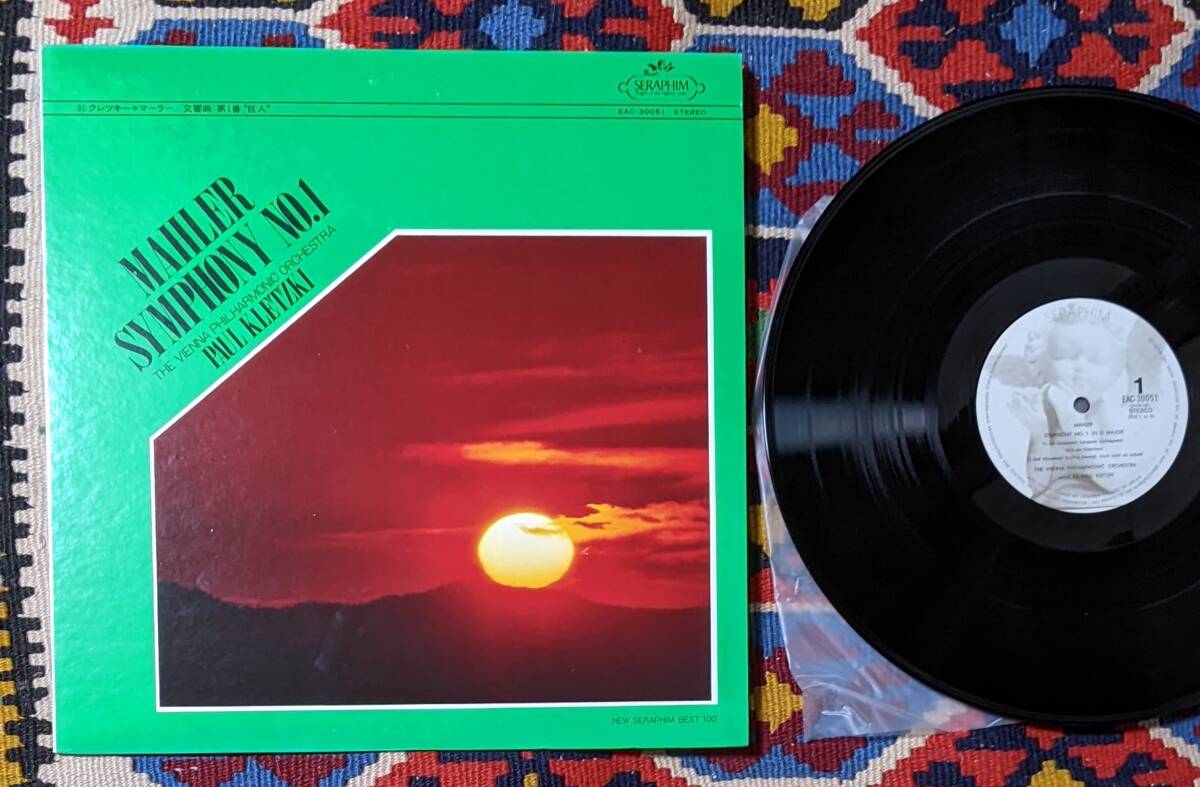 SERAPHIM
51 クレツキー＊マーラー／交響曲 第1番“巨人”
EAC-30051 STEREO
MAHLER
SYMPHONY NO.1
THE VIENNA PHILHARMONIC ORCHESTRA
PAUL KLETZKI
NEW SERAPHIM BEST 100
SERAPHIM
1
EAC-30051
STEREO
MAHLER
SYMPHONY NO.1 IN D MAJOR
THE VIENNA PHILHARMONIC ORCHESTRA